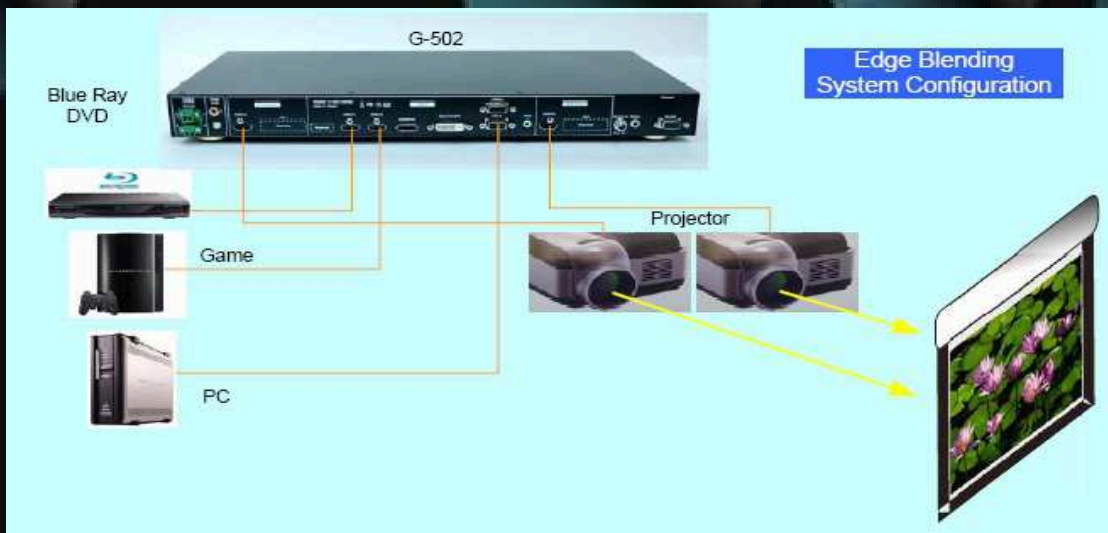 G-502
Edge Blending
System Configuration
Blue Ray
DVD
Projector
Game
PC